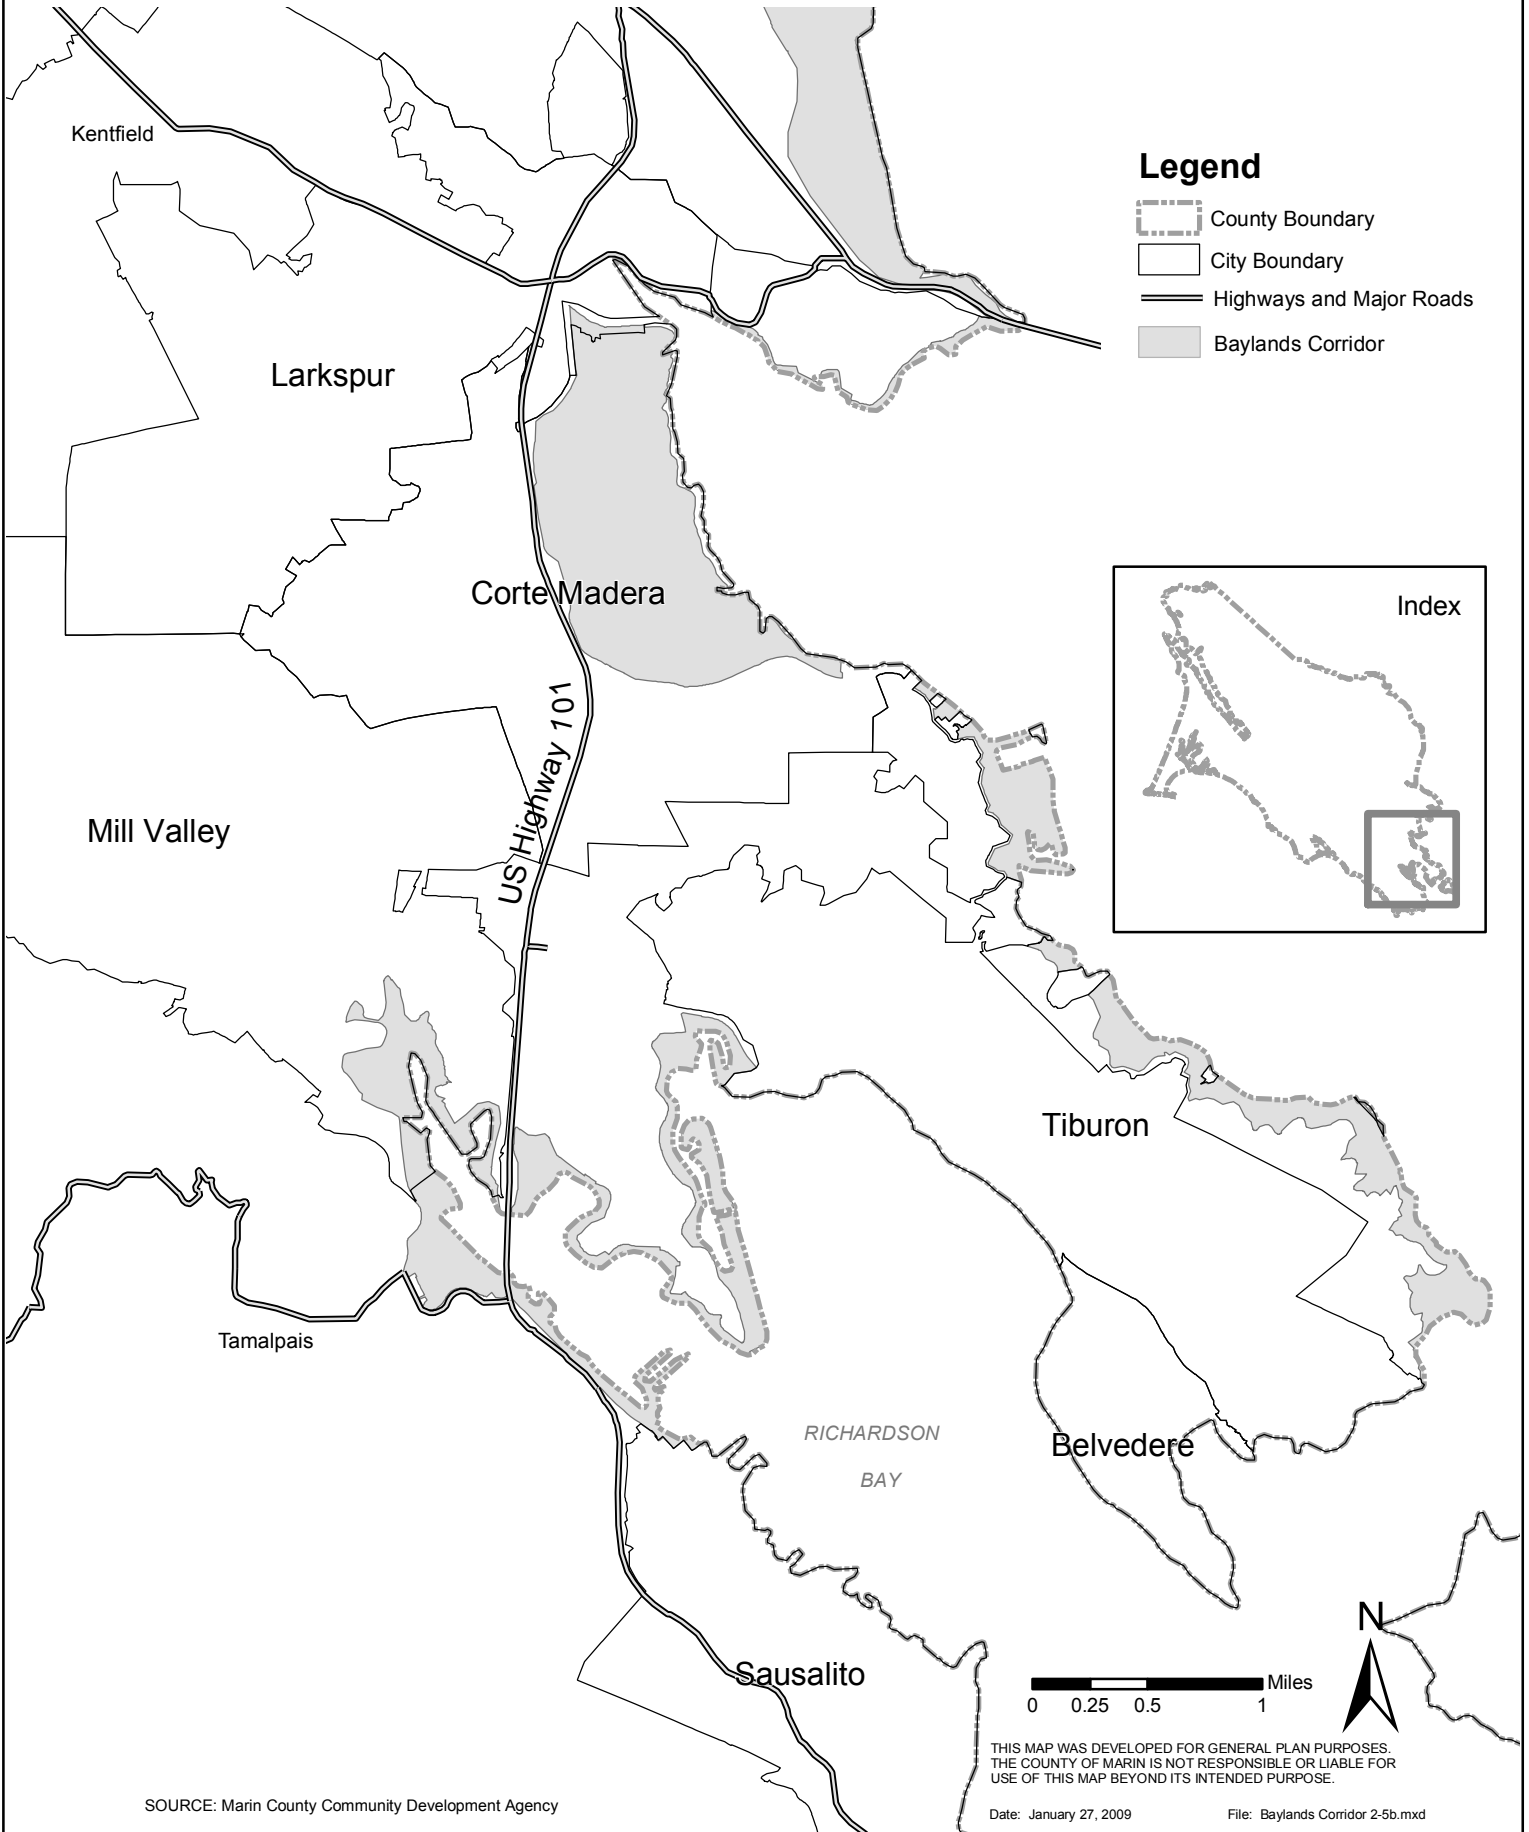 Kentfield
Legend
County Boundary
City Boundary
Highways and Major Roads
Baylands Corridor
Larkspur
Corte Madera
Index
US Highway 101
Mill Valley
Tiburon
Tamalpais
RICHARDSON
BAY
Belvedere
N
Sausalito
Miles
0 0.25 0.5 1
THIS MAP WAS DEVELOPED FOR GENERAL PLAN PURPOSES.
THE COUNTY OF MARIN IS NOT RESPONSIBLE OR LIABLE FOR
USE OF THIS MAP BEYOND ITS INTENDED PURPOSE.
SOURCE: Marin County Community Development Agency
Date: January 27, 2009 File: Baylands Corridor 2-5b.mxd